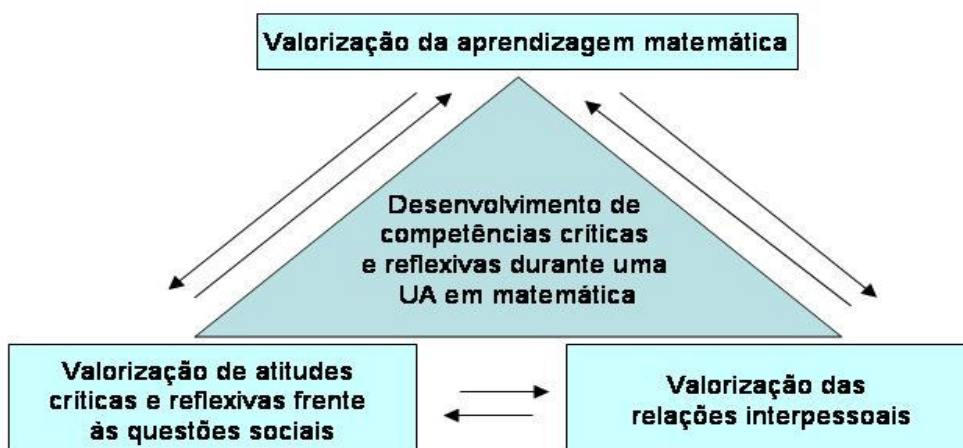 Valorização da aprendizagem matemática
Desenvolvimento de
competências críticas
e reflexivas durante uma
UA em matemática
Valorização de atitudes
críticas e reflexivas frente
às questões sociais
Valorização das
relações interpessoais